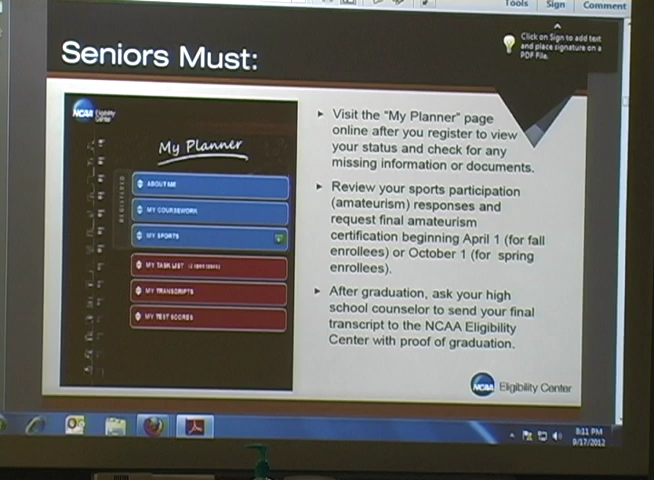 Tools Sign Comment
Click on Sign to add text
and place signature on a
PDF File.
Seniors Must:
NCAA Eligibility
Center
My Planner
REGISTERED
ABOUT ME
MY COURSEWORK
MY SPORTS
MY TASK LIST
MY TRANSCRIPTS
MY TEST SCORES
▸ Visit the "My Planner" page
online after you register to view
your status and check for any
missing information or documents.
▸ Review your sports participation
(amateurism) responses and
request final amateurism
certification beginning April 1 (for fall
enrollees) or October 1 (for spring
enrollees).
▸ After graduation, ask your high
school counselor to send your final
transcript to the NCAA Eligibility
Center with proof of graduation.
NCAA Eligibility Center
9/17/2012